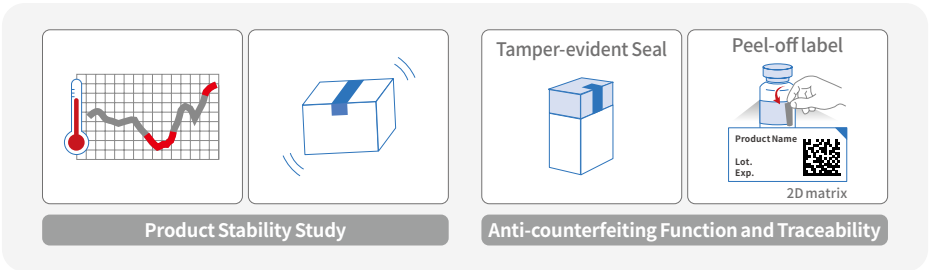 Tamper-evident Seal
Peel-off label
Product Name
Lot.
Exp.
2D matrix
Product Stability Study
Anti-counterfeiting Function and Traceability